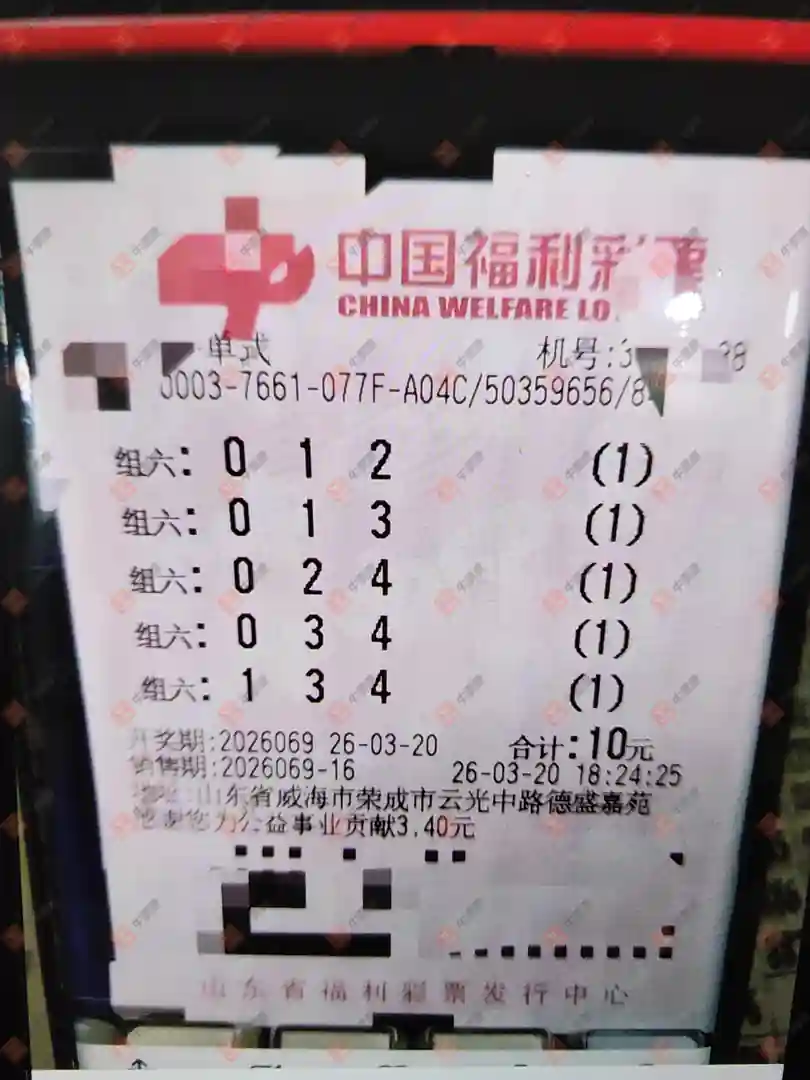 中国福利彩票
CHINA WELFARE LO
单式 机号:3 38
0003-7661-077F-A04C/50359656/8
组六: 0 1 2 (1)
组六: 0 1 3 (1)
组六: 0 2 4 (1)
组六: 0 3 4 (1)
组六: 1 3 4 (1)
开奖期:2026069 26-03-20 合计:10元
销售期:2026069-16 26-03-20 18:24:25
地址:山东省威海市荣成市云光中路德盛嘉苑
感谢您为公益事业贡献3.40元
山东省福利彩票发行中心